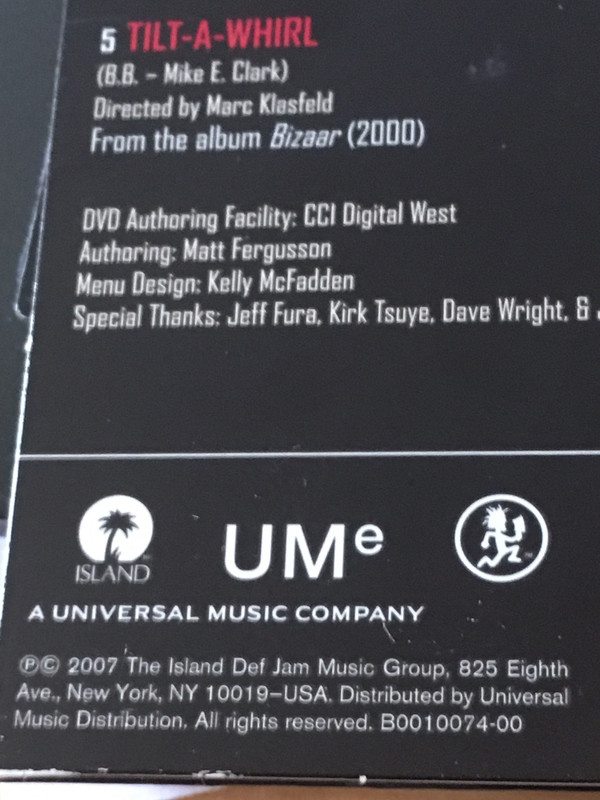 5 TILT-A-WHIRL
(B.B. – Mike E. Clark)
Directed by Marc Klasfeld
From the album Bizaar (2000)
DVD Authoring Facility: CCI Digital West
Authoring: Matt Fergusson
Menu Design: Kelly McFadden
Special Thanks: Jeff Fura, Kirk Tsuye, Dave Wright, &
ISLAND
UMe
A UNIVERSAL MUSIC COMPANY
℗© 2007 The Island Def Jam Music Group, 825 Eighth
Ave., New York, NY 10019–USA. Distributed by Universal
Music Distribution. All rights reserved. B0010074-00